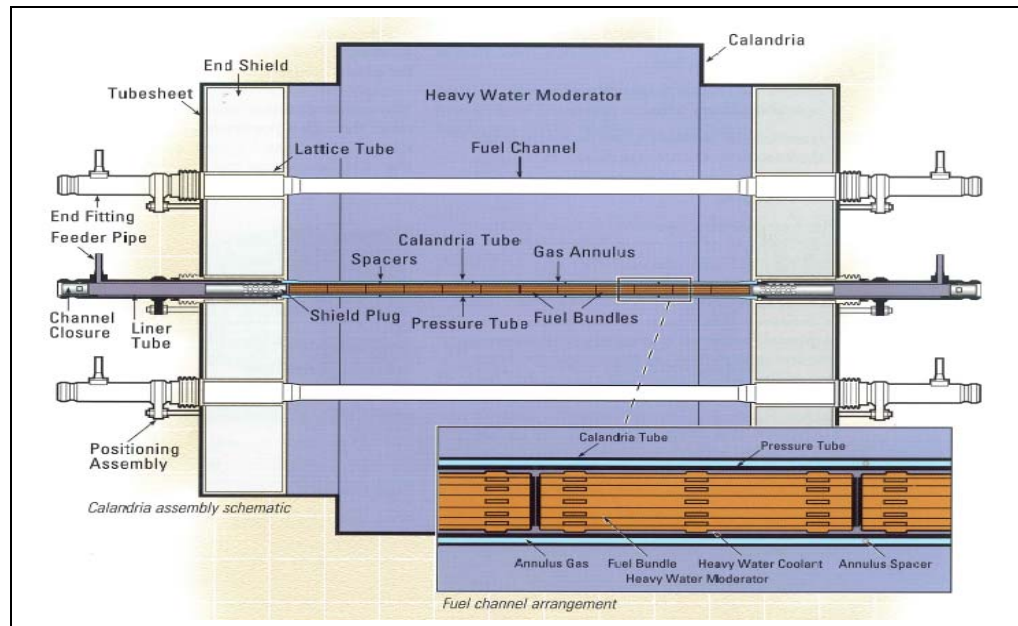 Calandria
End Shield
Tubesheet
Heavy Water Moderator
Lattice Tube
Fuel Channel
End Fitting
Feeder Pipe
Calandria Tube
Spacers
Gas Annulus
Channel
Closure
Liner
Tube
Shield Plug
Pressure Tube
Fuel Bundles
Positioning
Assembly
Calandria assembly schematic
Calandria Tube
Pressure Tube
Annulus Gas
Fuel Bundle
Heavy Water Coolant
Annulus Spacer
Heavy Water Moderator
Fuel channel arrangement